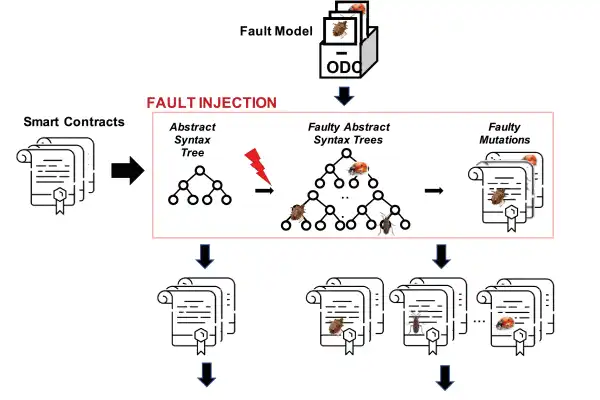 Fault Model
ODC
FAULT INJECTION
Smart Contracts
Abstract
Syntax
Tree
Faulty Abstract
Syntax Trees
Faulty
Mutations